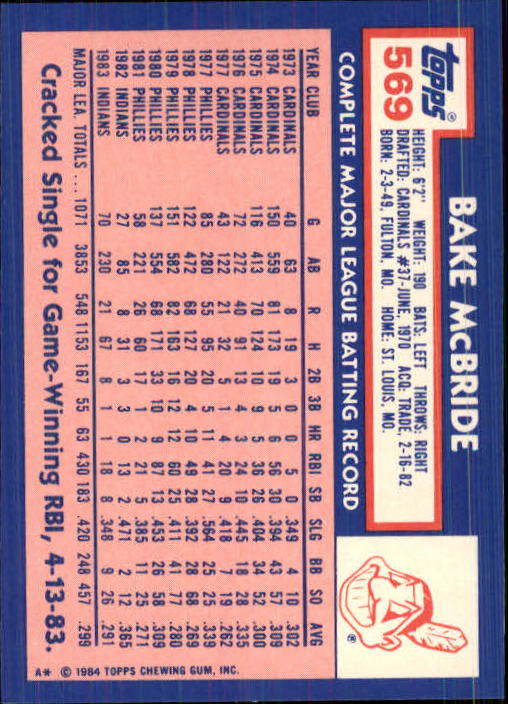 topps®
569
BAKE McBRIDE
HEIGHT: 6'2" WEIGHT: 190 BATS: LEFT THROWS: RIGHT
DRAFTED: CARDINALS #37-JUNE, 1970 ACQ: TRADE, 2-16-82
BORN: 2-3-49, FULTON, MO. HOME: ST. LOUIS, MO.
®
COMPLETE MAJOR LEAGUE BATTING RECORD
YEAR CLUB G AB R H 2B 3B HR RBI SB SLG BB SO AVG
1973 CARDINALS 40 63 8 19 3 0 0 5 0 .349 4 10 .302
1974 CARDINALS 150 559 81 173 19 5 6 56 30 .394 43 57 .309
1975 CARDINALS 116 413 70 124 10 9 5 36 26 .404 34 52 .300
1976 CARDINALS 72 272 40 91 13 4 3 24 10 .445 18 28 .335
1977 CARDINALS 43 122 21 32 5 1 4 20 9 .418 7 19 .262
1977 PHILLIES 85 280 55 95 20 5 11 41 27 .564 25 25 .339
1978 PHILLIES 122 472 68 127 20 4 10 49 28 .392 28 68 .269
1979 PHILLIES 151 582 82 163 16 12 12 60 25 .411 41 77 .280
1980 PHILLIES 137 554 68 171 33 10 9 87 13 .453 26 58 .309
1981 PHILLIES 58 221 26 60 17 1 2 21 5 .385 11 25 .271
1982 INDIANS 27 85 8 31 3 3 0 13 2 .471 2 12 .365
1983 INDIANS 70 230 21 67 8 1 1 18 8 .348 9 26 .291
MAJOR LEA. TOTALS ... 1071 3853 548 1153 167 55 63 430 183 .420 248 457 .299
Cracked Single for Game-Winning RBI, 4-13-83.
A* © 1984 TOPPS CHEWING GUM, INC.